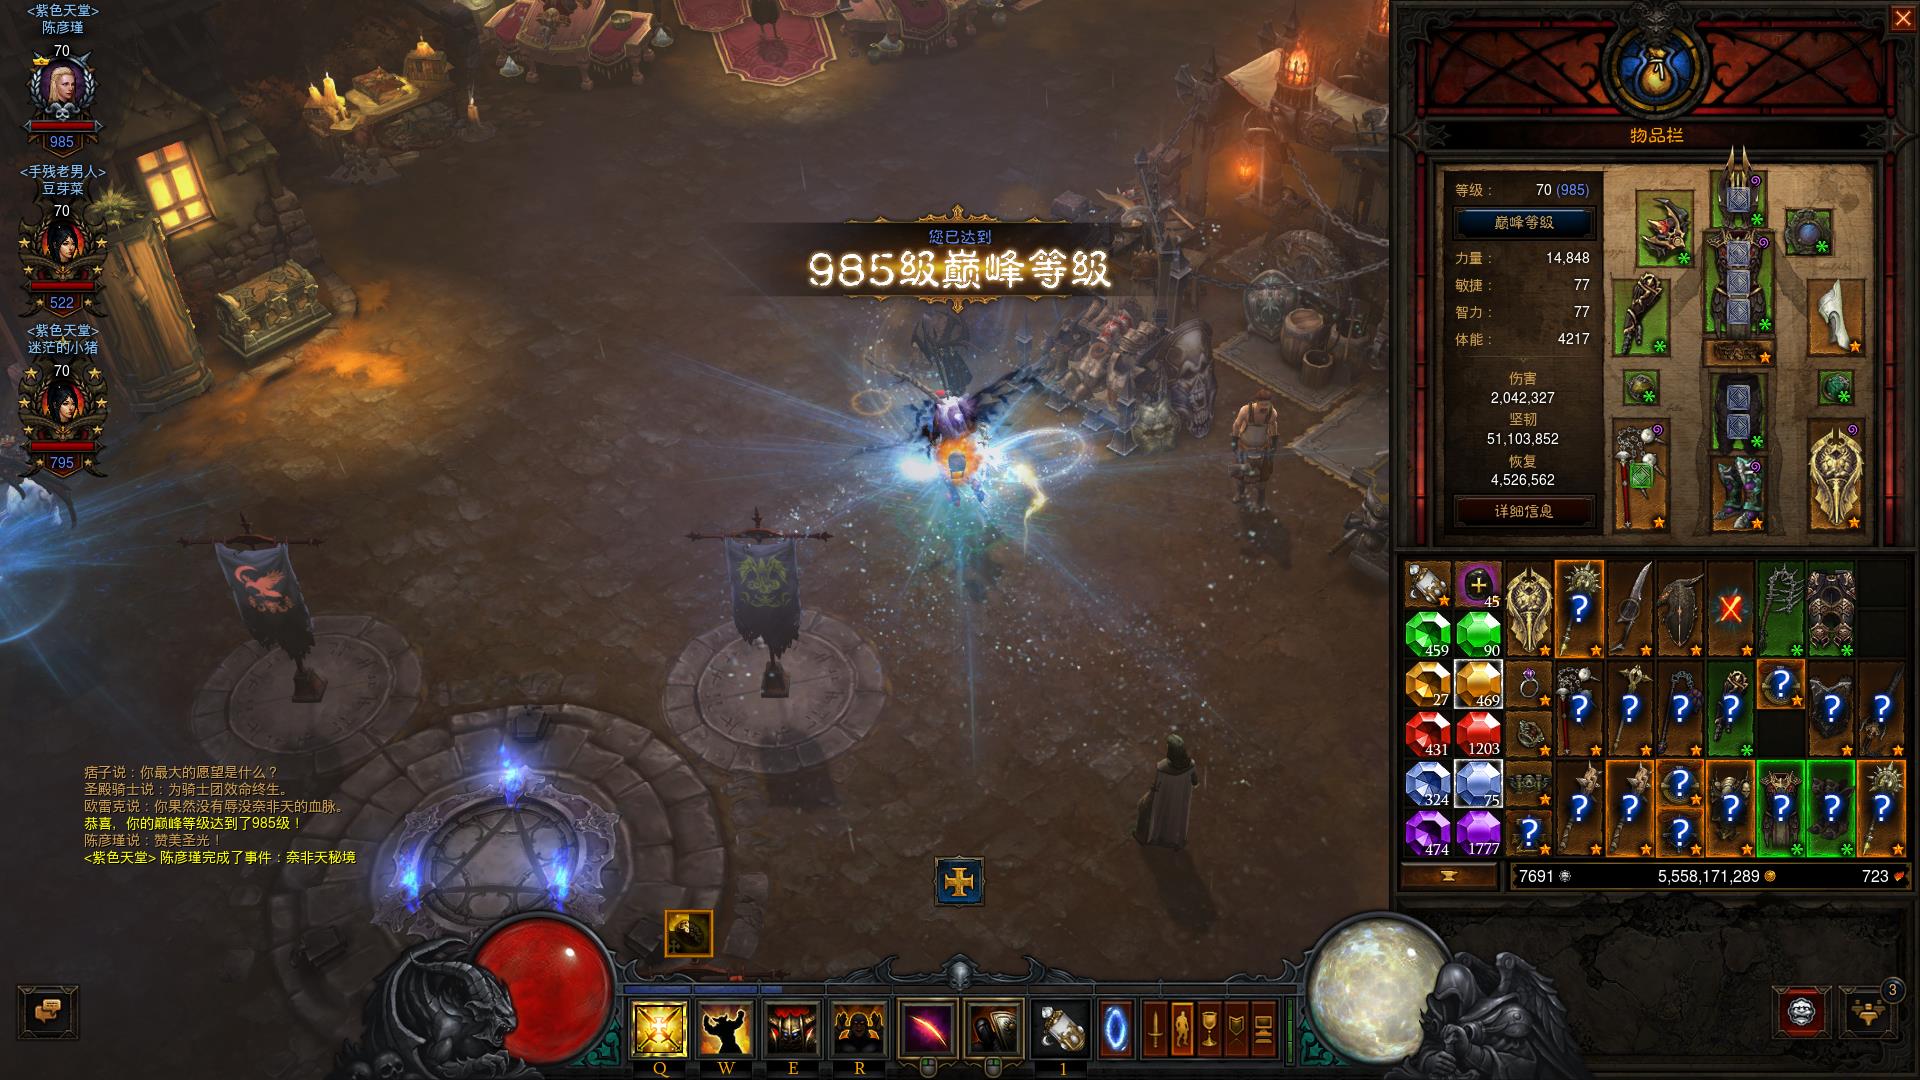 <紫色天堂>
陈彦瑾
70
985
<手残老男人>
豆芽菜
70
522
<紫色天堂>
迷茫的小猪
70
795
您已达到
985级巅峰等级
痞子说：你最大的愿望是什么？
圣殿骑士说：为骑士团效命终生。
欧雷克说：你果然没有辱没奈非天的血脉。
恭喜，你的巅峰等级达到了985级！
陈彦瑾说：赞美圣光！
<紫色天堂> 陈彦瑾完成了事件：奈非天秘境
Q W E R 1
物品栏
等级： 70 (985)
巅峰等级
力量： 14,848
敏捷： 77
智力： 77
体能： 4217
伤害
2,042,327
坚韧
51,103,852
恢复
4,526,562
详细信息
45
459 90
27 469
431 1203
324 75
474 1777
? ? ? ? ? ? ? ? ? ? ? ? ? ? ? ? ?
7691 5,558,171,289 723
3